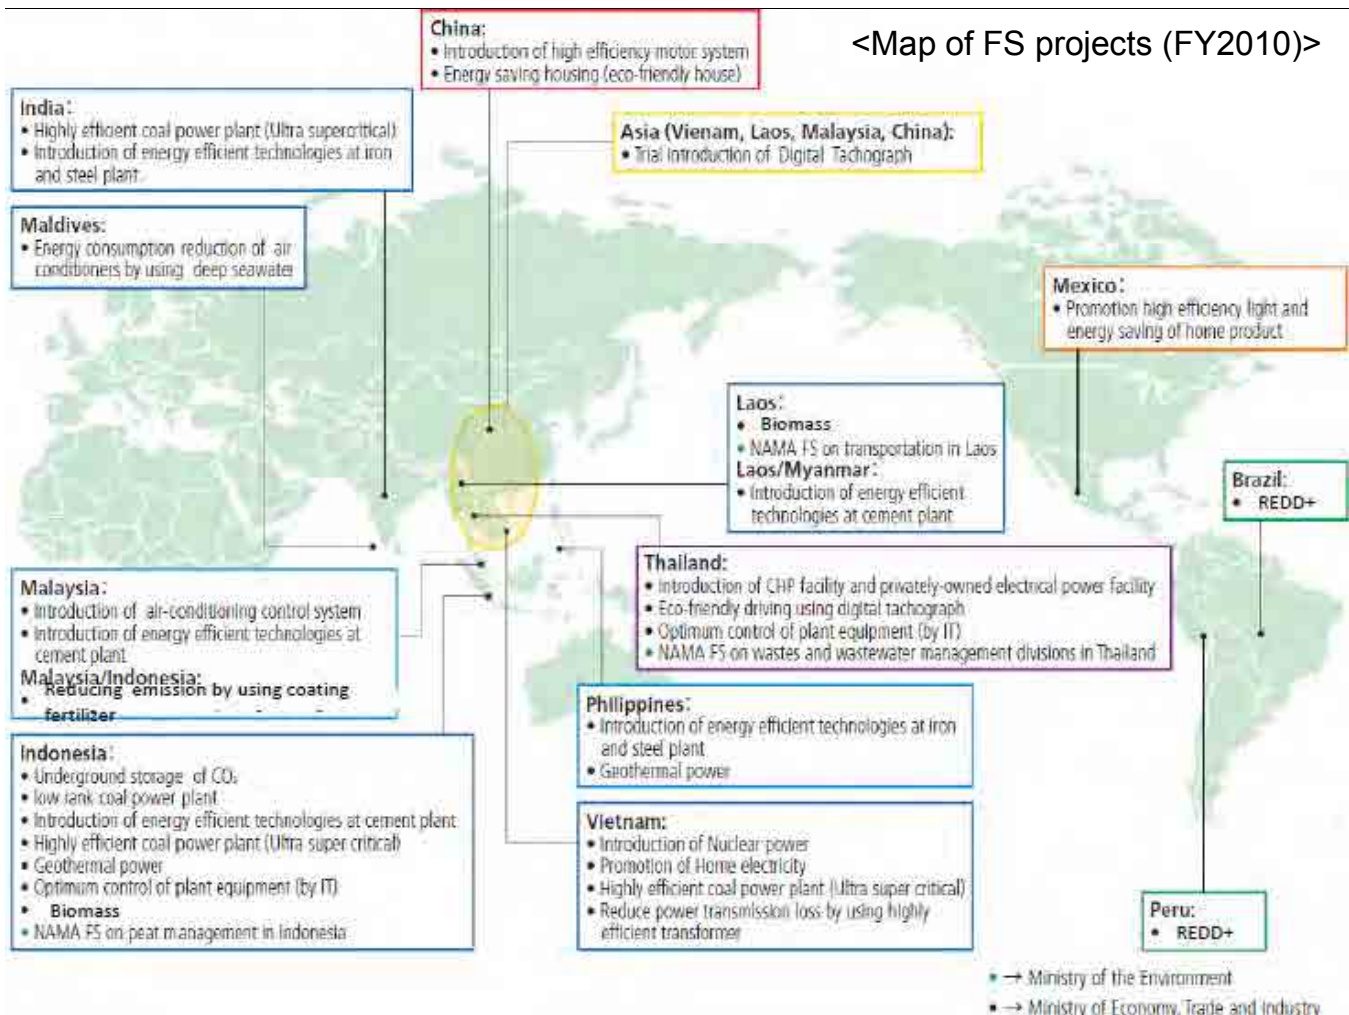 <Map of FS projects (FY2010)>
China:
• Introduction of high efficiency motor system
• Energy saving housing (eco-friendly house)
India:
• Highly efficient coal power plant (Ultra supercritical)
• Introduction of energy efficient technologies at iron
and steel plant
Asia (Vienam, Laos, Malaysia, China):
• Trial introduction of Digital Tachograph
Maldives:
• Energy consumption reduction of air
conditioners by using deep seawater
Mexico:
• Promotion high efficiency light and
energy saving of home product
Laos:
• Biomass
• NAMA FS on transportation in Laos
Laos/Myanmar:
• Introduction of energy efficient
technologies at cement plant
Brazil:
• REDD+
Thailand:
• Introduction of CHP facility and privately-owned electrical power facility
• Eco-friendly driving using digital tachograph
• Optimum control of plant equipment (by IT)
• NAMA FS on wastes and wastewater management divisions in Thailand
Malaysia:
• Introduction of air-conditioning control system
• Introduction of energy efficient technologies at
cement plant
Malaysia/Indonesia:
• Reducing emission by using coating
fertilizer
Philippines:
• Introduction of energy efficient technologies at iron
and steel plant
• Geothermal power
Indonesia:
• Underground storage of CO₂
• low rank coal power plant
• Introduction of energy efficient technologies at cement plant
• Highly efficient coal power plant (Ultra super critical)
• Geothermal power
• Optimum control of plant equipment (by IT)
• Biomass
• NAMA FS on peat management in Indonesia
Vietnam:
• Introduction of Nuclear power
• Promotion of Home electricity
• Highly efficient coal power plant (Ultra super critical)
• Reduce power transmission loss by using highly
efficient transformer
Peru:
• REDD+
• → Ministry of the Environment
• → Ministry of Economy, Trade and Industry